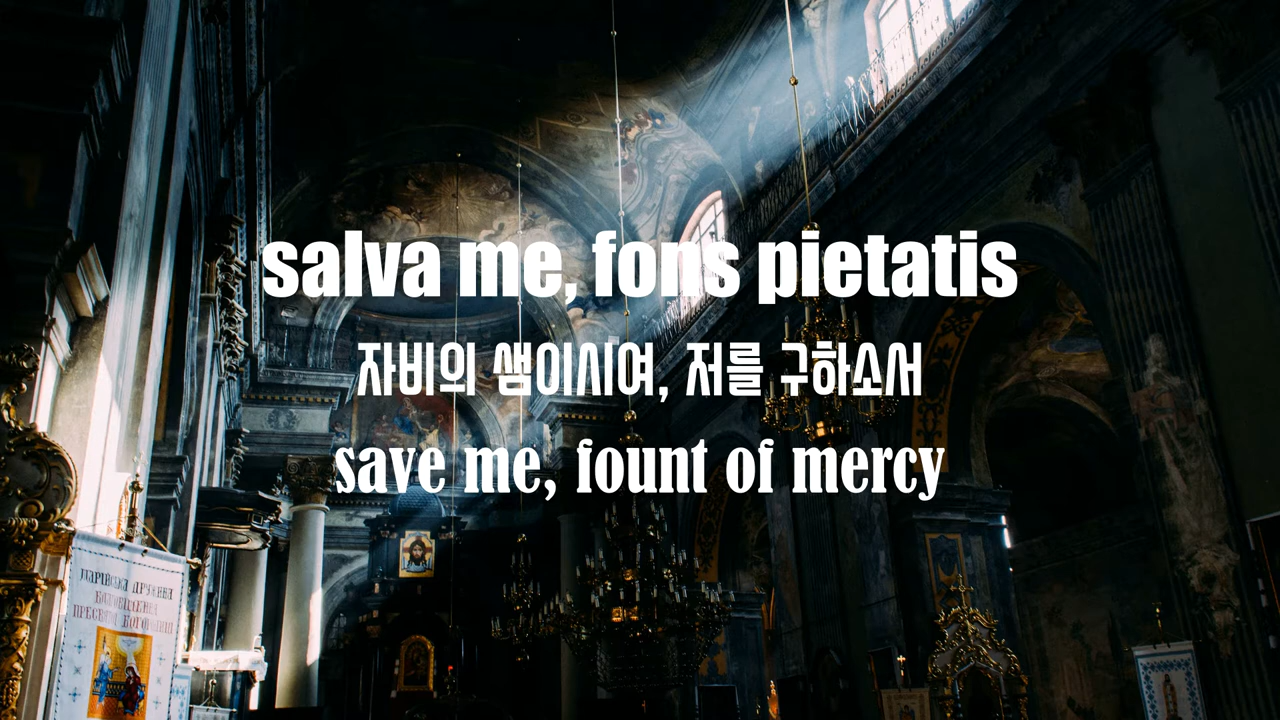 salva me, fons pietatis
자비의 샘이시여, 저를 구하소서
save me, fount of mercy